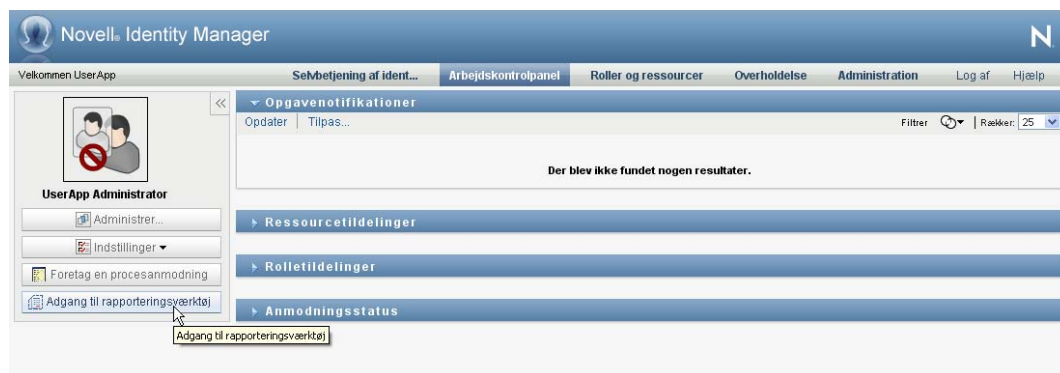 Novell® Identity Manager
N
Velkommen UserApp
Selvbetjening af ident...
Arbejdskontrolpanel
Roller og ressourcer
Overholdelse
Administration
Log af
Hjælp
Opgavenotifikationer
Opdater | Tilpas...
Filtrer
Rækker: 25
Der blev ikke fundet nogen resultater.
UserApp Administrator
Administrer...
Indstillinger
Foretag en procesanmodning
Adgang til rapporteringsværktøj
Adgang til rapporteringsværktøj
Ressourcetildelinger
Rolletildelinger
Anmodningsstatus